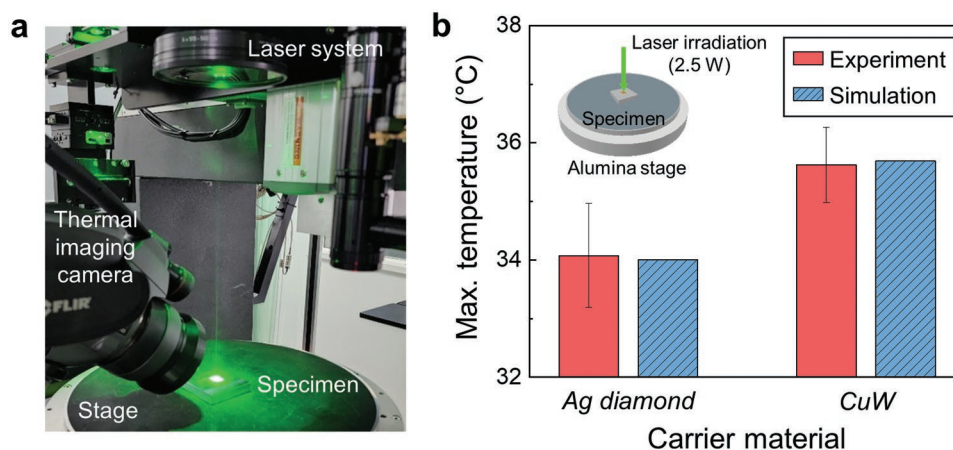 a
Laser system
Thermal
imaging
camera
FLIR
Specimen
Stage
b
Max. temperature (°C)
38
36
34
32
Laser irradiation
(2.5 W)
Specimen
Alumina stage
Experiment
Simulation
Ag diamond
CuW
Carrier material